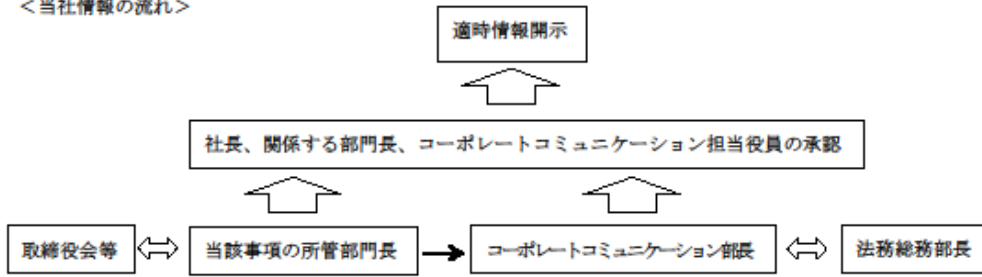 ＜当社情報の流れ＞
適時情報開示
社長、関係する部門長、コーポレートコミュニケーション担当役員の承認
取締役会等
当該事項の所管部門長
コーポレートコミュニケーション部長
法務総務部長